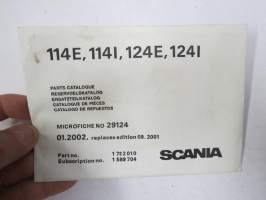 114E, 114I, 124E, 124I
PARTS CATALOGUE
RESERVDELSKATALOG
ERSATZTEILKATALOG
CATALOGUE DE PIÈCES
CATALOGO DE REPUESTOS
MICROFICHE NO 29124
01.2002, replaces edition 09.2001
Part no. 1 712 010
Subscription no. 1 589 704
SCANIA